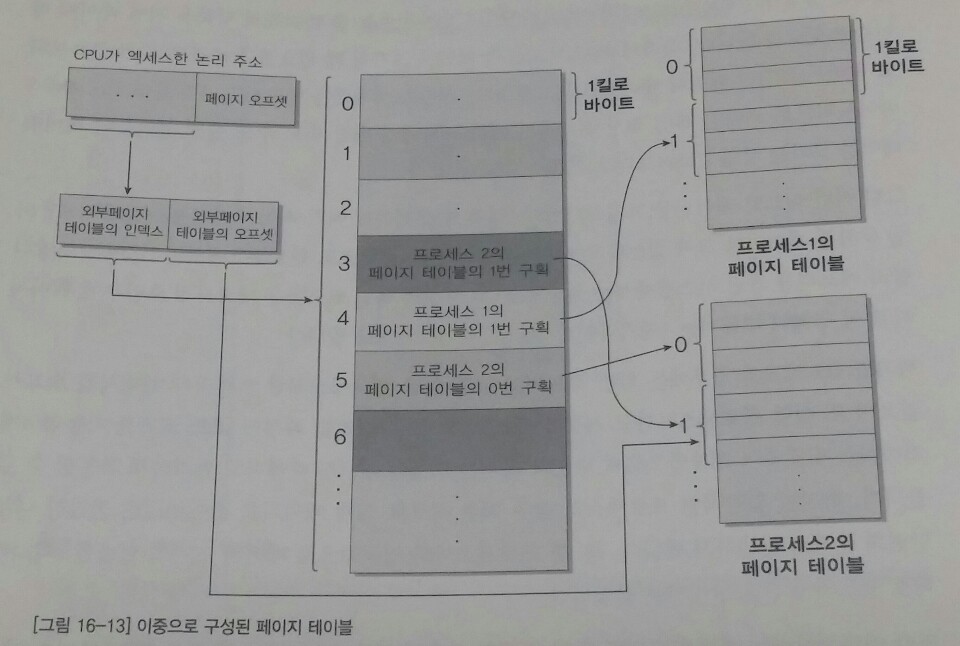 CPU가 엑세스한 논리 주소
· · ·
페이지 오프셋
외부페이지
테이블의 인덱스
외부페이지
테이블의 오프셋
0
1
2
3
4
5
6
1킬로
바이트
프로세스 2의
페이지 테이블의 1번 구획
프로세스 1의
페이지 테이블의 1번 구획
프로세스 2의
페이지 테이블의 0번 구획
0
1
1킬로
바이트
프로세스1의
페이지 테이블
0
1
프로세스2의
페이지 테이블
[그림 16-13] 이중으로 구성된 페이지 테이블